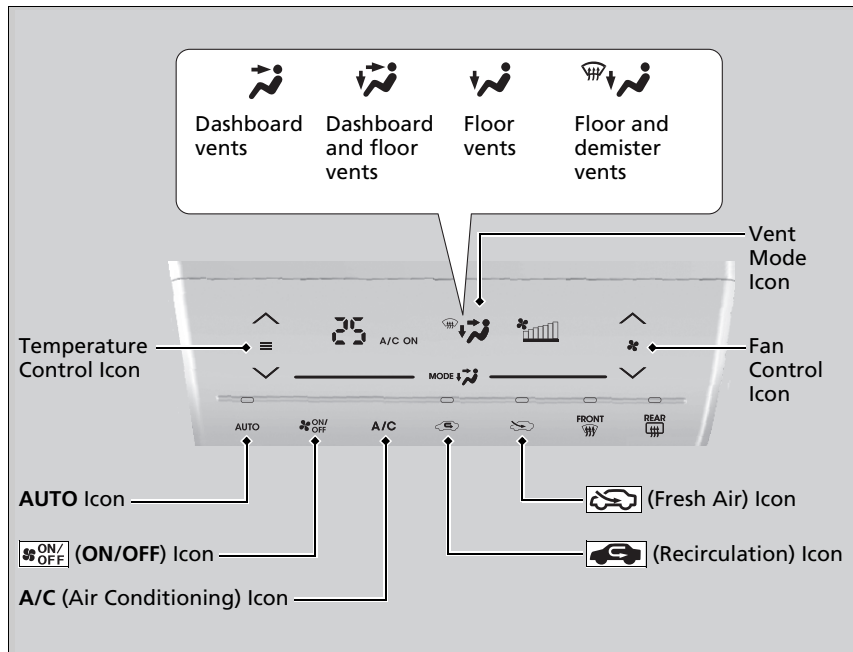 Dashboard
vents
Dashboard
and floor
vents
Floor
vents
Floor and
demister
vents
Vent
Mode
Icon
Temperature
Control Icon
25
A/C ON
Fan
Control
Icon
MODE
AUTO
ON/
OFF
A/C
FRONT
REAR
AUTO Icon
(Fresh Air) Icon
ON/
OFF
(ON/OFF) Icon
(Recirculation) Icon
A/C (Air Conditioning) Icon